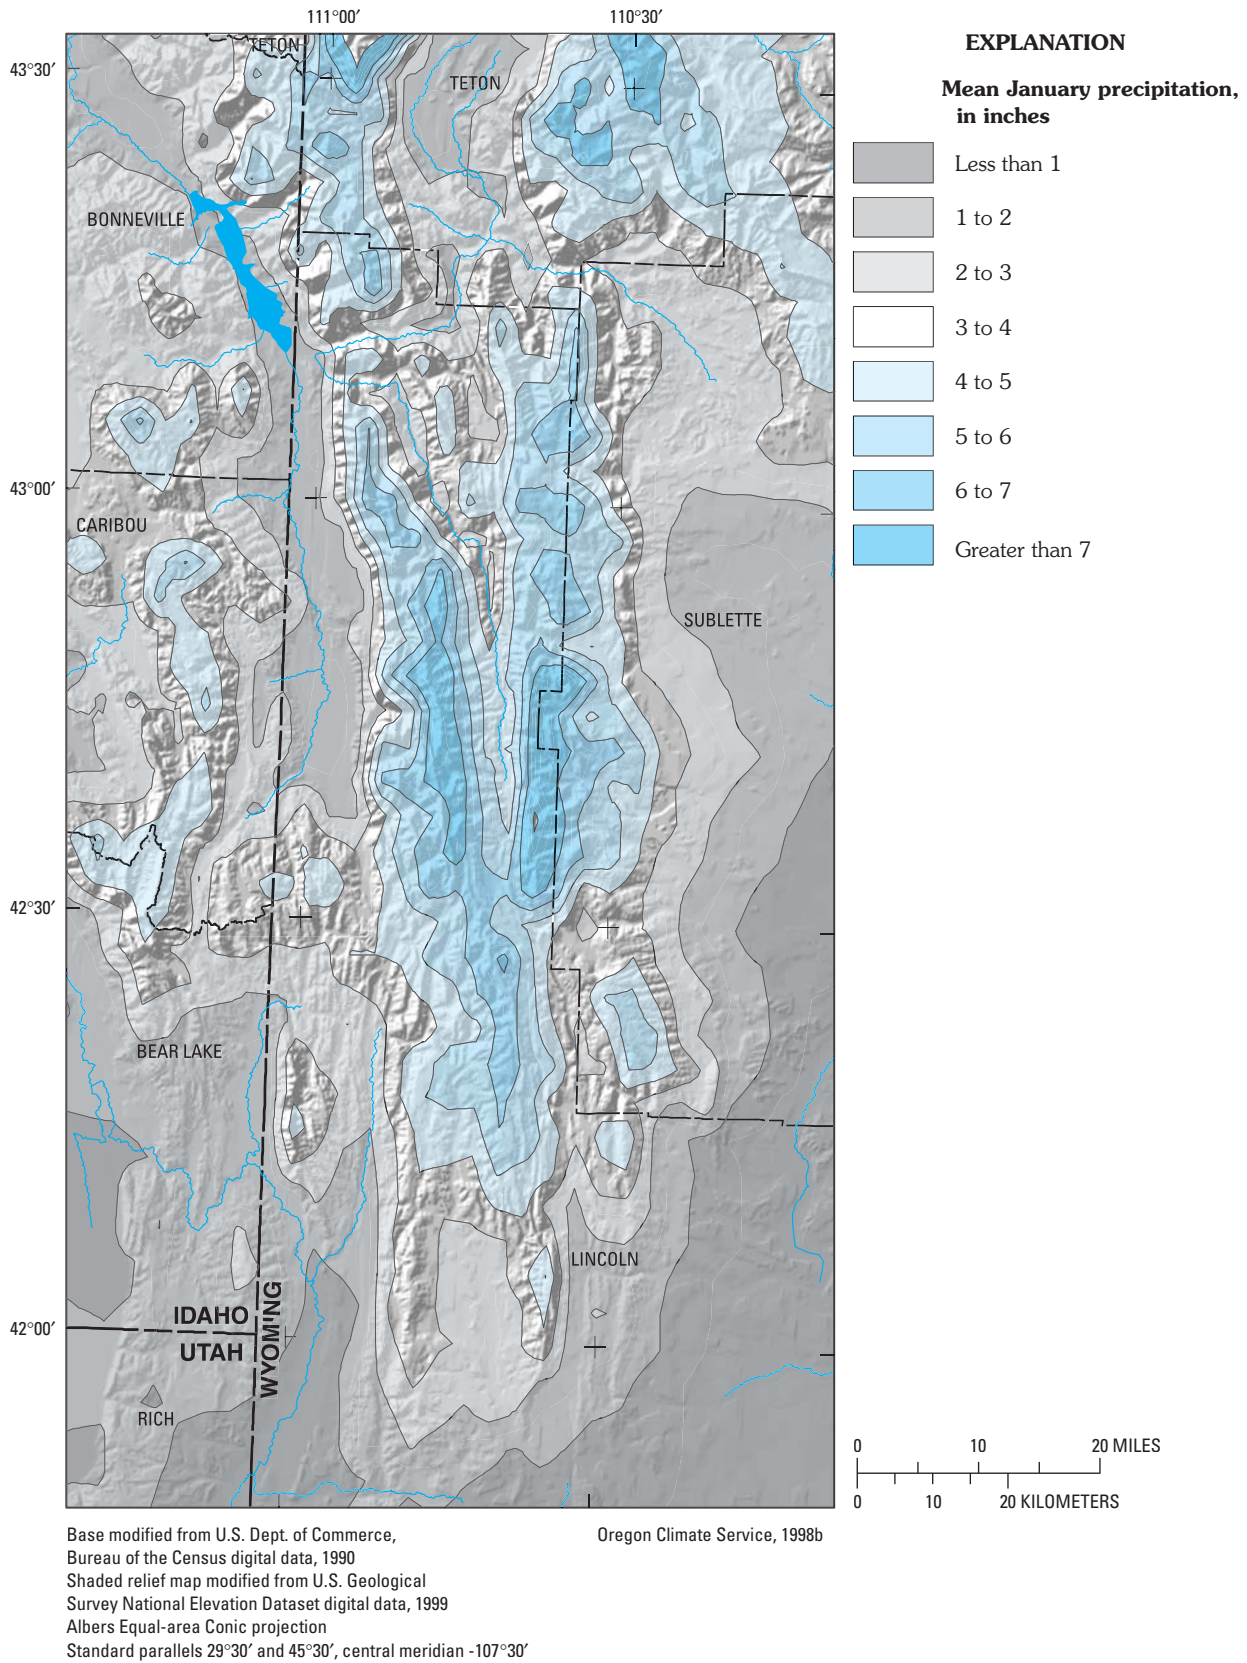 111°00′
110°30′
43°30′
43°00′
42°30′
42°00′
TETON
TETON
BONNEVILLE
CARIBOU
SUBLETTE
BEAR LAKE
LINCOLN
IDAHO
UTAH
WYOMING
RICH
EXPLANATION
Mean January precipitation,
in inches
Less than 1
1 to 2
2 to 3
3 to 4
4 to 5
5 to 6
6 to 7
Greater than 7
0 10 20 MILES
0 10 20 KILOMETERS
Base modified from U.S. Dept. of Commerce,
Bureau of the Census digital data, 1990
Shaded relief map modified from U.S. Geological
Survey National Elevation Dataset digital data, 1999
Albers Equal-area Conic projection
Standard parallels 29°30′ and 45°30′, central meridian -107°30′
Oregon Climate Service, 1998b